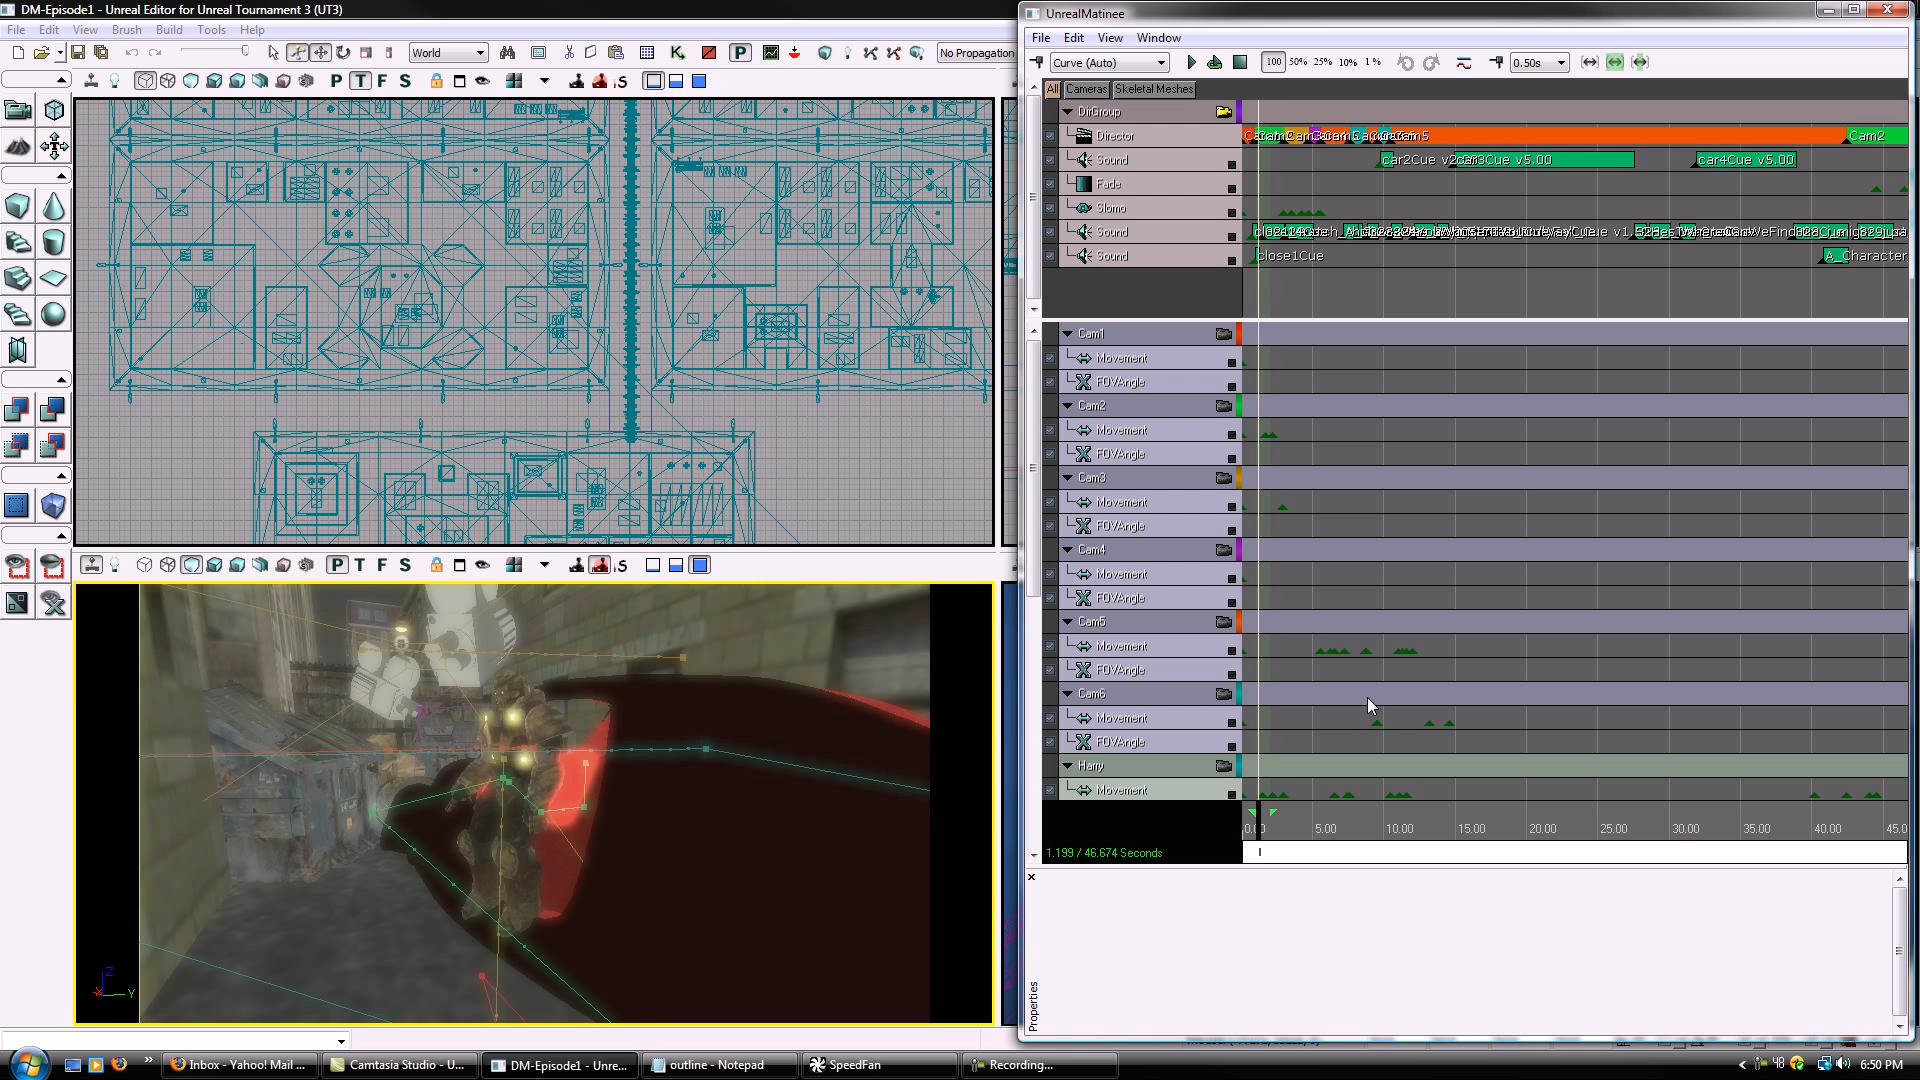 DM-Episode1 - Unreal Editor for Unreal Tournament 3 (UT3)
File Edit View Brush Build Tools Help
World
No Propagation
P T F S
P T F S
Z
X
Y
UnrealMatinee
File Edit View Window
Curve (Auto)
100 50% 25% 10% 1 %
0.50s
All Cameras Skeletal Meshes
DirGroup
Director
Cam2
Sound
car4Cue v5.00
Fade
Slomo
Sound
Sound
close1Cue
A_Character
Cam1
Movement
FOVAngle
Cam2
Movement
FOVAngle
Cam3
Movement
FOVAngle
Cam4
Movement
FOVAngle
Cam5
Movement
FOVAngle
Cam6
Movement
FOVAngle
Harry
Movement
5.00 10.00 15.00 20.00 25.00 30.00 35.00 40.00 45.0
1.199 / 46.674 Seconds
Properties
Inbox - Yahoo! Mail ...
Camtasia Studio - U...
DM-Episode1 - Unre...
outline - Notepad
SpeedFan
Recording...
48
6:50 PM